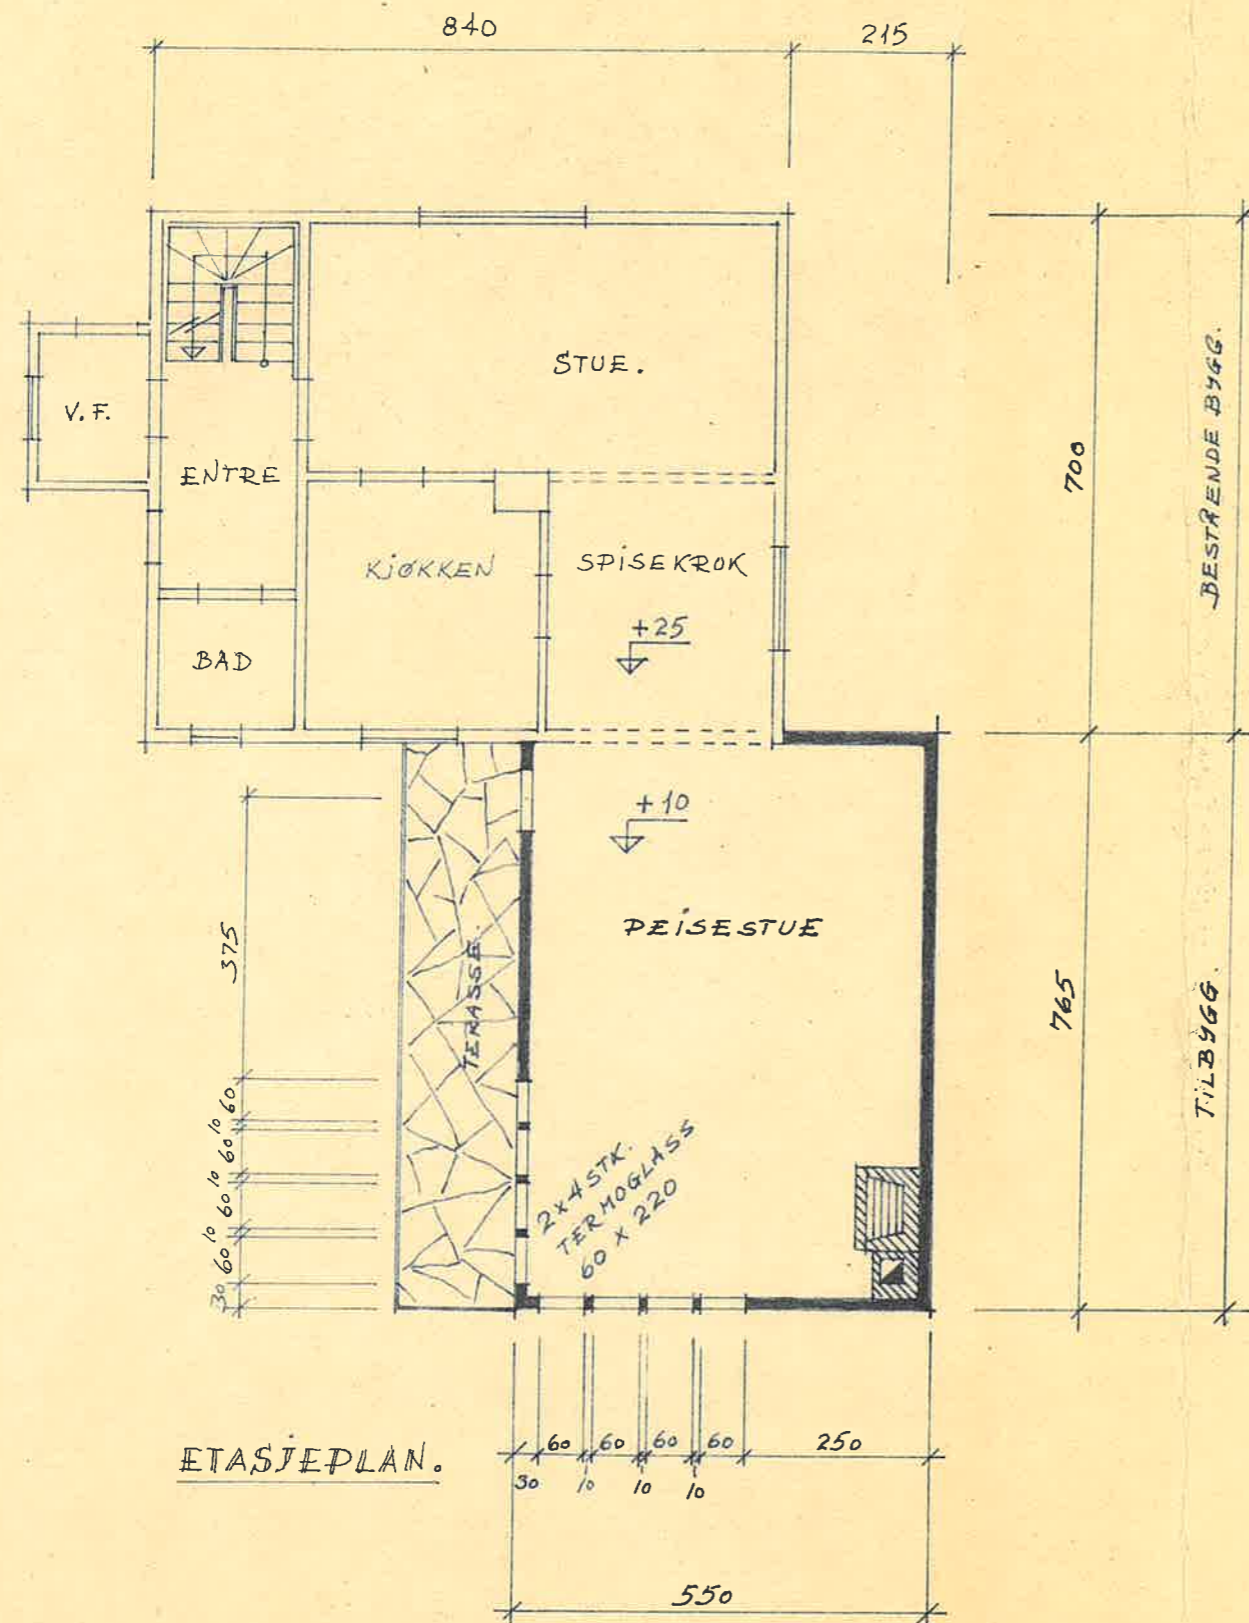 840
215
STUE.
V. F.
ENTRE
KJØKKEN
SPISEKROK
+25
BAD
700
BESTÅENDE BYGG.
+10
PEISESTUE
TERASSE.
375
60
10
60
10
60
10
60
30
2x4 STK.
TERMOGLASS
60 x 220
765
TILBYGG.
ETASJEPLAN.
60 60 60 60 250
30 10 10 10
550